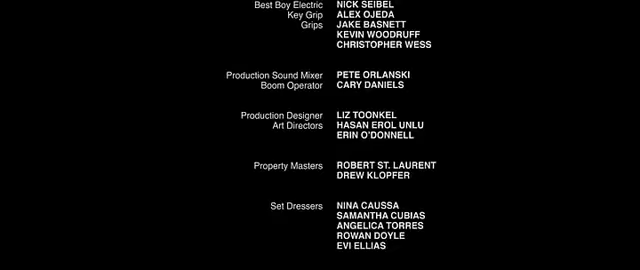 Best Boy Electric NICK SEIBEL
Key Grip ALEX OJEDA
Grips JAKE BASNETT
KEVIN WOODRUFF
CHRISTOPHER WESS
Production Sound Mixer PETE ORLANSKI
Boom Operator CARY DANIELS
Production Designer LIZ TOONKEL
Art Directors HASAN EROL UNLU
ERIN O'DONNELL
Property Masters ROBERT ST. LAURENT
DREW KLOPFER
Set Dressers NINA CAUSSA
SAMANTHA CUBIAS
ANGELICA TORRES
ROWAN DOYLE
EVI ELLIAS